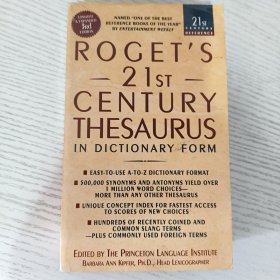 UPDATED &
EXPANDED
3rd
EDITION
NAMED "ONE OF THE BEST
REFERENCE BOOKS OF THE YEAR"
BY ENTERTAINMENT WEEKLY
21st
CENTURY
REFERENCE
ROGET'S
21ST
CENTURY
THESAURUS
IN DICTIONARY FORM
■ EASY-TO-USE A-TO-Z DICTIONARY FORMAT
■ 500,000 SYNONYMS AND ANTONYMS YIELD OVER
1 MILLION WORD CHOICES—
MORE THAN ANY OTHER THESAURUS
■ UNIQUE CONCEPT INDEX FOR FASTEST ACCESS
TO SCORES OF NEW CHOICES
■ HUNDREDS OF RECENTLY COINED AND
COMMON SLANG TERMS
—PLUS COMMONLY USED FOREIGN TERMS
EDITED BY THE PRINCETON LANGUAGE INSTITUTE
BARBARA ANN KIPFER, PH.D., HEAD LEXICOGRAPHER